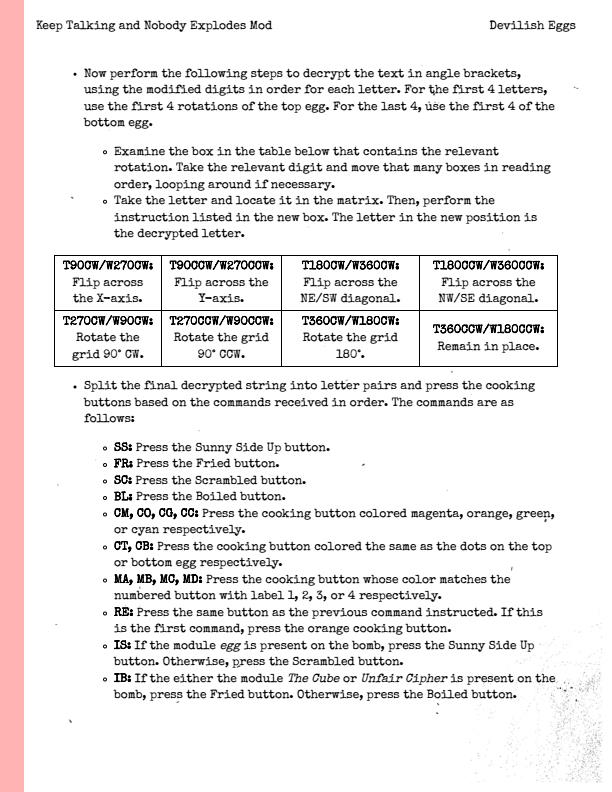 Keep Talking and Nobody Explodes Mod Devilish Eggs
• Now perform the following steps to decrypt the text in angle brackets,
using the modified digits in order for each letter. For the first 4 letters,
use the first 4 rotations of the top egg. For the last 4, use the first 4 of the
bottom egg.
◦ Examine the box in the table below that contains the relevant
rotation. Take the relevant digit and move that many boxes in reading
order, looping around if necessary.
◦ Take the letter and locate it in the matrix. Then, perform the
instruction listed in the new box. The letter in the new position is
the decrypted letter.
T90CW/W270CW: T90CCW/W270CCW: T180CW/W360CW: T180CCW/W360CCW:
Flip across Flip across the Flip across the Flip across the
the X-axis. Y-axis. NE/SW diagonal. NW/SE diagonal.
T270CW/W90CW: T270CCW/W90CCW: T360CW/W180CW: T360CCW/W180CCW:
Rotate the Rotate the grid Rotate the grid Remain in place.
grid 90° CW. 90° CCW. 180°.
• Split the final decrypted string into letter pairs and press the cooking
buttons based on the commands received in order. The commands are as
follows:
◦ SS: Press the Sunny Side Up button.
◦ FR: Press the Fried button.
◦ SC: Press the Scrambled button.
◦ BL: Press the Boiled button.
◦ CM, CO, CG, CC: Press the cooking button colored magenta, orange, green,
or cyan respectively.
◦ CT, CB: Press the cooking button colored the same as the dots on the top
or bottom egg respectively.
◦ MA, MB, MC, MD: Press the cooking button whose color matches the
numbered button with label 1, 2, 3, or 4 respectively.
◦ RE: Press the same button as the previous command instructed. If this
is the first command, press the orange cooking button.
◦ IS: If the module egg is present on the bomb, press the Sunny Side Up
button. Otherwise, press the Scrambled button.
◦ IB: If the either the module The Cube or Unfair Cipher is present on the
bomb, press the Fried button. Otherwise, press the Boiled button.